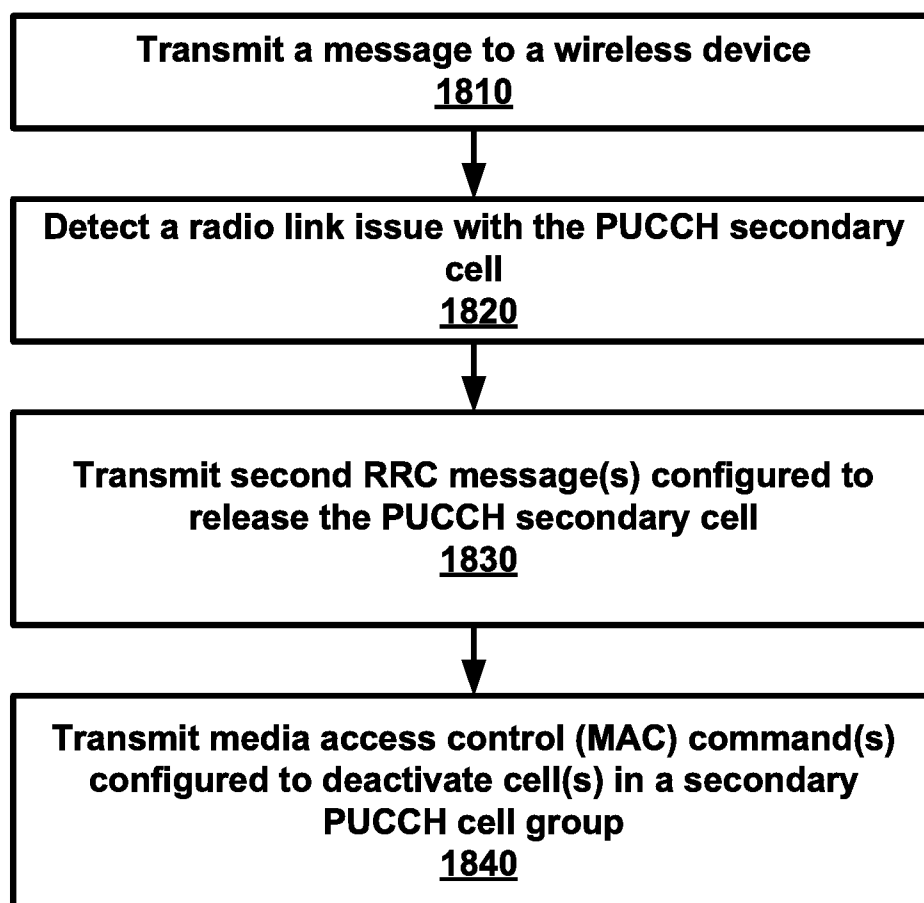 Transmit a message to a wireless device
1810
Detect a radio link issue with the PUCCH secondary
cell
1820
Transmit second RRC message(s) configured to
release the PUCCH secondary cell
1830
Transmit media access control (MAC) command(s)
configured to deactivate cell(s) in a secondary
PUCCH cell group
1840